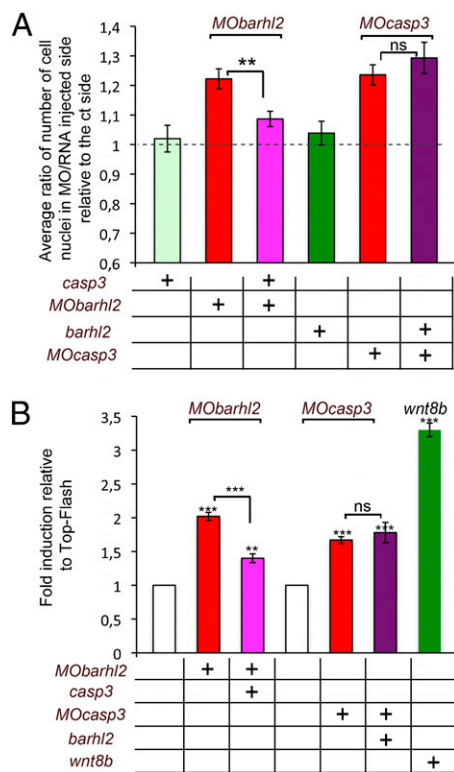 A
MObarhl2
MOcasp3
**
ns
Average ratio of number of cell
nuclei in MO/RNA injected side
relative to the ct side
1,4
1,3
1,2
1,1
1
0,9
0,8
0,7
0,6
casp3 + +
MObarhl2 + +
barhl2 + +
MOcasp3 + +
B
MObarhl2
MOcasp3
wnt8b
Fold induction relative
to Top-Flash
3,5
3
2,5
2
1,5
1
0,5
0
***
***
**
***
ns
***
***
MObarhl2 + +
casp3 +
MOcasp3 + +
barhl2 +
wnt8b +